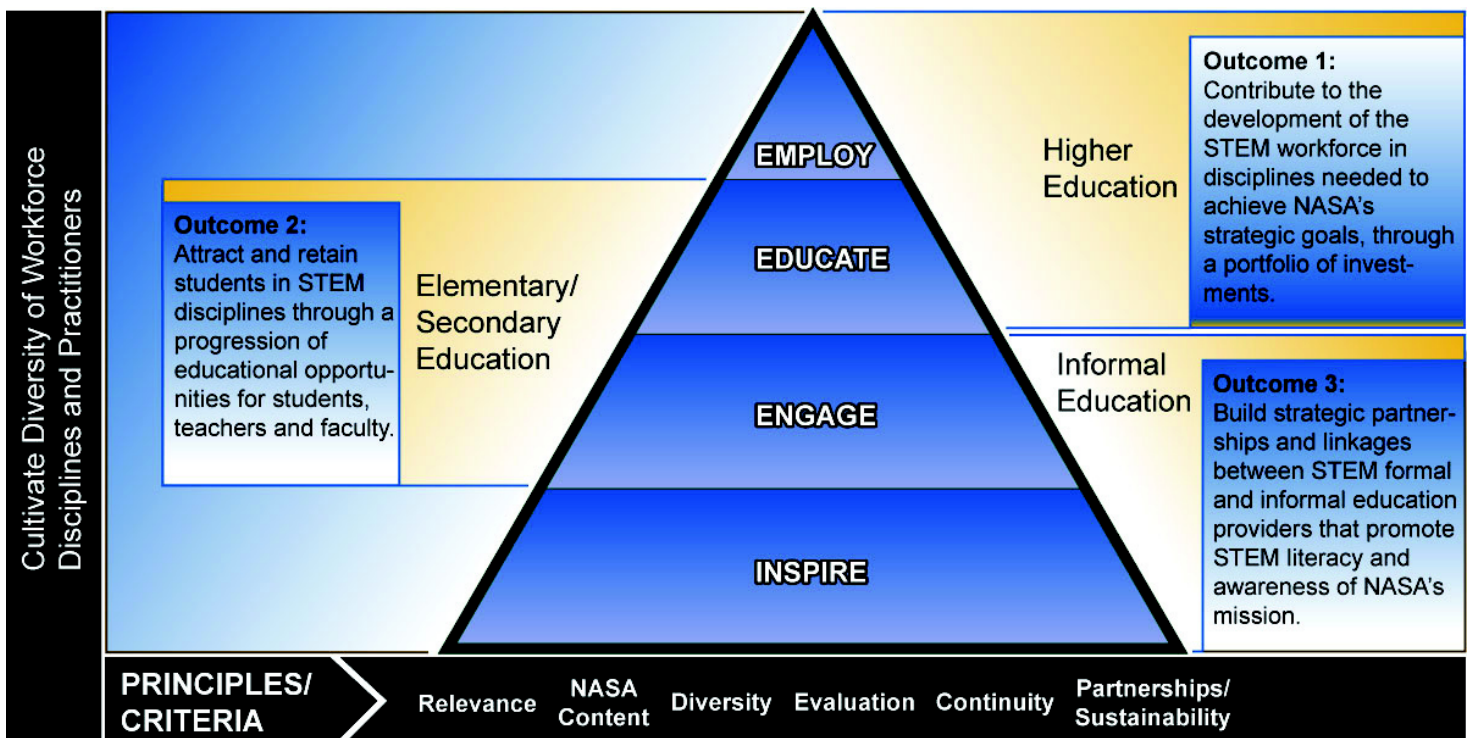 Cultivate Diversity of Workforce
Disciplines and Practitioners
Outcome 2:
Attract and retain
students in STEM
disciplines through a
progression of
educational opportu-
nities for students,
teachers and faculty.
Elementary/
Secondary
Education
EMPLOY
EDUCATE
ENGAGE
INSPIRE
Higher
Education
Outcome 1:
Contribute to the
development of the
STEM workforce in
disciplines needed to
achieve NASA's
strategic goals, through
a portfolio of invest-
ments.
Informal
Education
Outcome 3:
Build strategic partner-
ships and linkages
between STEM formal
and informal education
providers that promote
STEM literacy and
awareness of NASA's
mission.
PRINCIPLES/
CRITERIA
Relevance
NASA
Content
Diversity
Evaluation
Continuity
Partnerships/
Sustainability